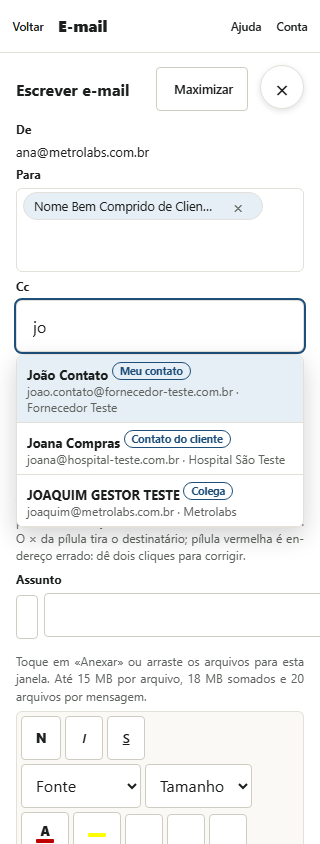 Voltar E-mail Ajuda Conta
Escrever e-mail Maximizar ×
De
ana@metrolabs.com.br
Para
Nome Bem Comprido de Clien... ×
Cc
jo
João Contato Meu contato
joao.contato@fornecedor-teste.com.br ·
Fornecedor Teste
Joana Compras Contato do cliente
joana@hospital-teste.com.br · Hospital São Teste
JOAQUIM GESTOR TESTE Colega
joaquim@metrolabs.com.br · Metrolabs
O × da pílula tira o destinatário; pílula vermelha é en-
dereço errado: dê dois cliques para corrigir.
Assunto
Toque em «Anexar» ou arraste os arquivos para esta
janela. Até 15 MB por arquivo, 18 MB somados e 20
arquivos por mensagem.
N I S
Fonte Tamanho
A